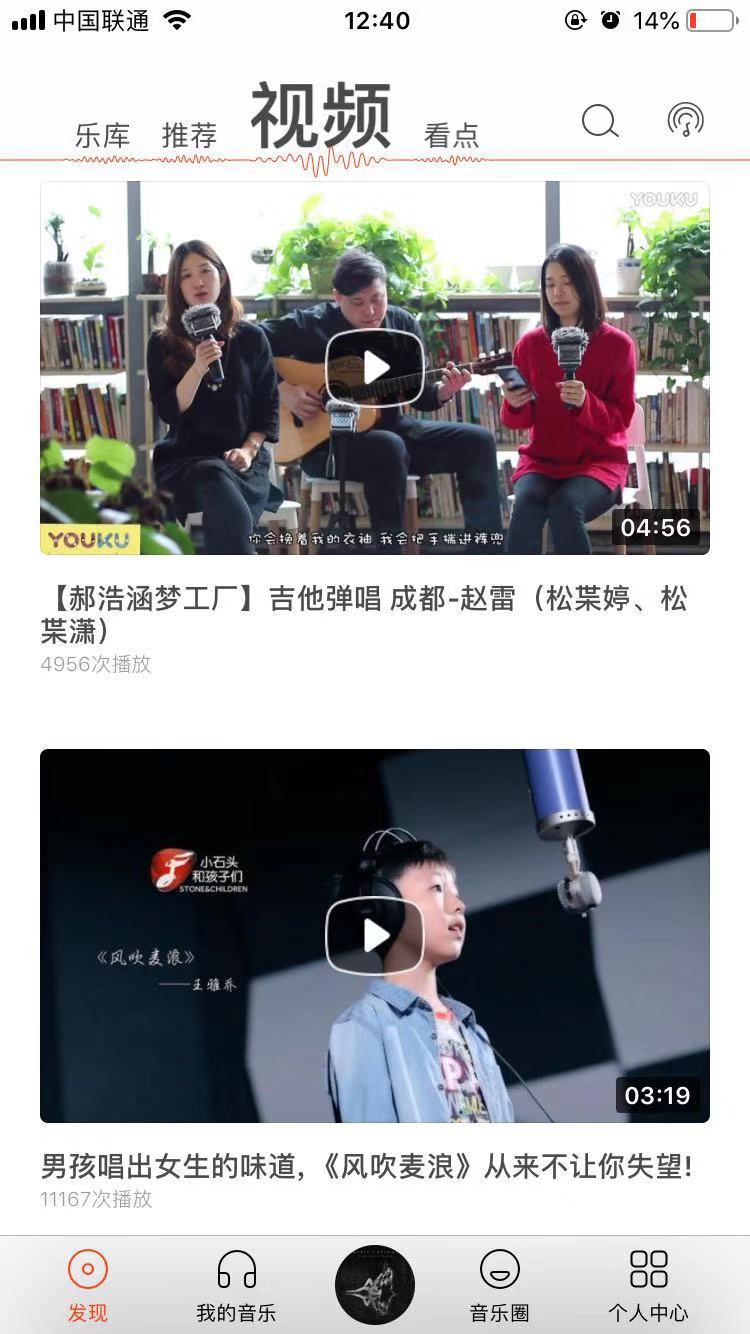 中国联通
12:40
14%
乐库 推荐 视频 看点
YOUKU
YOUKU
你会挽着我的衣袖 我会把手揣进裤兜
04:56
【郝浩涵梦工厂】吉他弹唱 成都-赵雷（松菒婷、松
菒潇）
4956次播放
小石头
和孩子们
STONE&CHILDREN
《风吹麦浪》
——王雅乔
03:19
男孩唱出女生的味道,《风吹麦浪》从来不让你失望!
11167次播放
发现 我的音乐 音乐圈 个人中心